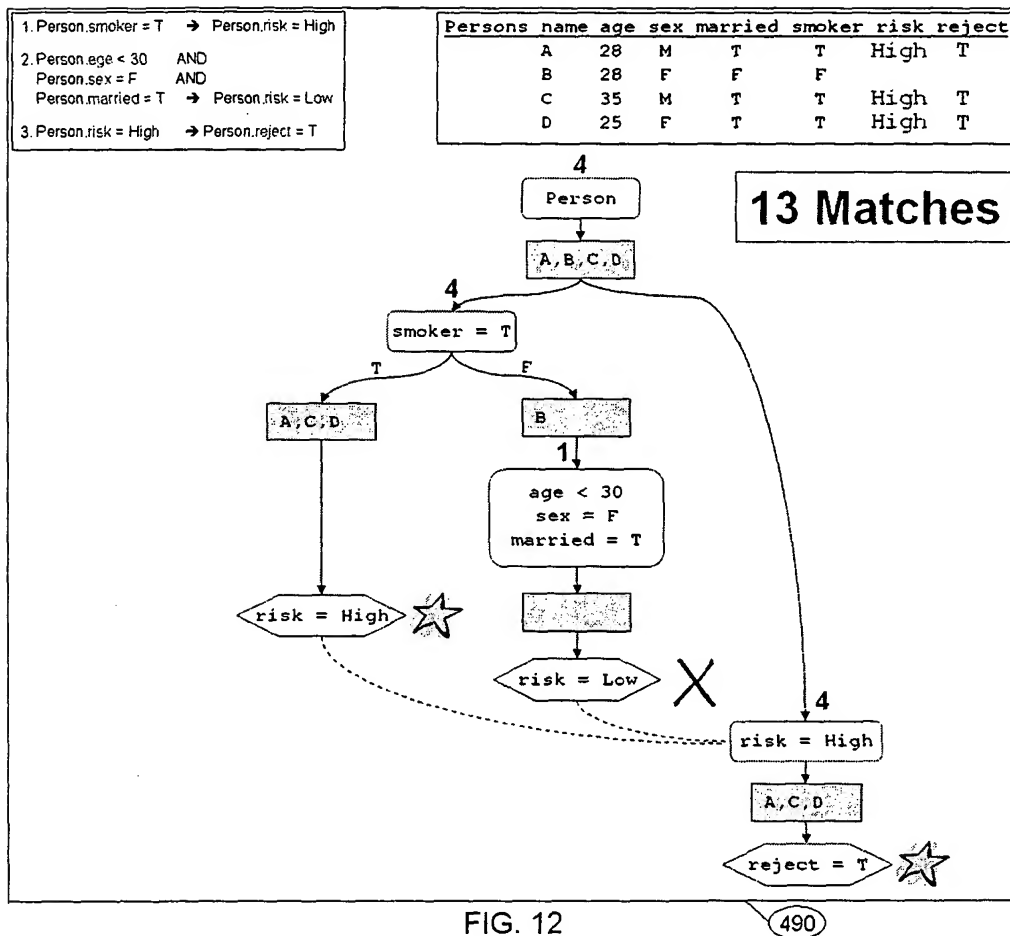 1. Person.smoker = T → Person.risk = High
2. Person.ege < 30 AND
Person.sex = F AND
Person.married = T → Person.risk = Low
3. Person.risk = High → Person.reject = T
Persons name age sex married smoker risk reject
A 28 M T T High T
B 28 F F F
C 35 M T T High T
D 25 F T T High T
13 Matches
4
Person
A,B,C,D
4
smoker = T
T F
A,C,D
B
1
age < 30
sex = F
married = T
risk = High
risk = Low
4
risk = High
A,C,D
reject = T
FIG. 12
490